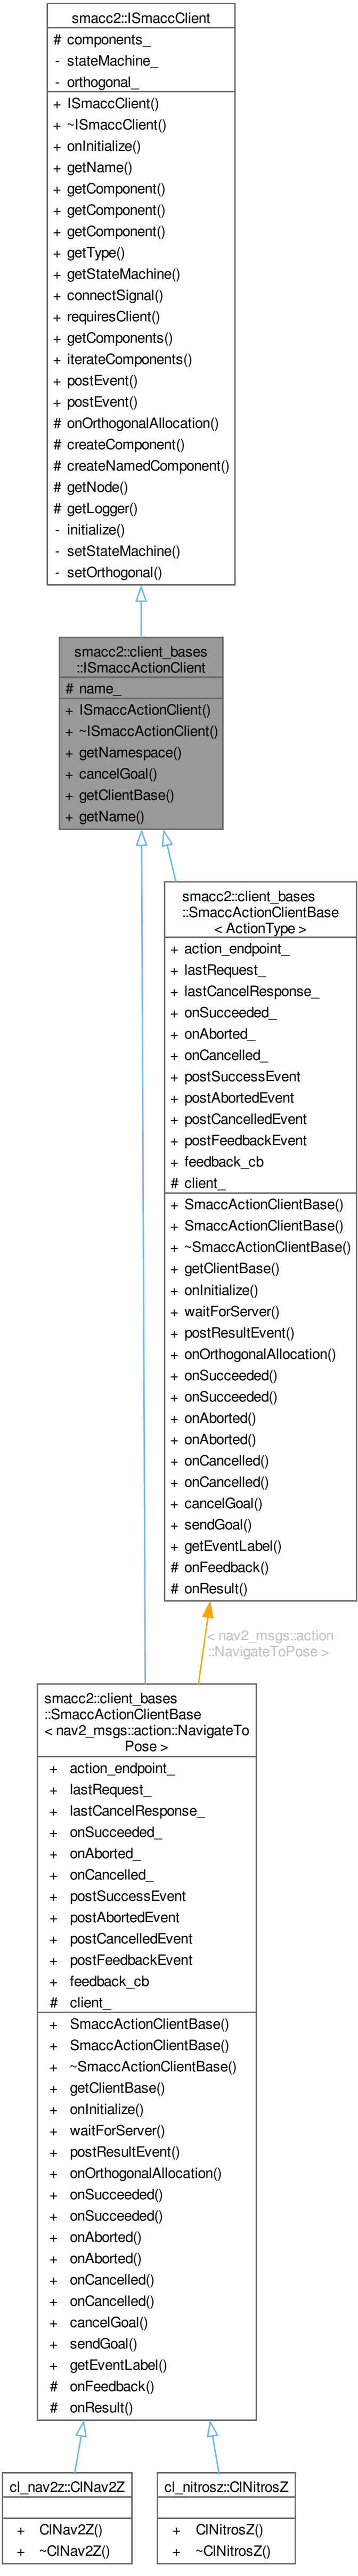 smacc2::ISmaccClient
# components_
- stateMachine_
- orthogonal_
+ ISmaccClient()
+ ~ISmaccClient()
+ onInitialize()
+ getName()
+ getComponent()
+ getComponent()
+ getComponent()
+ getType()
+ getStateMachine()
+ connectSignal()
+ requiresClient()
+ getComponents()
+ iterateComponents()
+ postEvent()
+ postEvent()
# onOrthogonalAllocation()
# createComponent()
# createNamedComponent()
# getNode()
# getLogger()
- initialize()
- setStateMachine()
- setOrthogonal()
smacc2::client_bases
::ISmaccActionClient
# name_
+ ISmaccActionClient()
+ ~ISmaccActionClient()
+ getNamespace()
+ cancelGoal()
+ getClientBase()
+ getName()
smacc2::client_bases
::SmaccActionClientBase
< ActionType >
+ action_endpoint_
+ lastRequest_
+ lastCancelResponse_
+ onSucceeded_
+ onAborted_
+ onCancelled_
+ postSuccessEvent
+ postAbortedEvent
+ postCancelledEvent
+ postFeedbackEvent
+ feedback_cb
# client_
+ SmaccActionClientBase()
+ SmaccActionClientBase()
+ ~SmaccActionClientBase()
+ getClientBase()
+ onInitialize()
+ waitForServer()
+ postResultEvent()
+ onOrthogonalAllocation()
+ onSucceeded()
+ onSucceeded()
+ onAborted()
+ onAborted()
+ onCancelled()
+ onCancelled()
+ cancelGoal()
+ sendGoal()
+ getEventLabel()
# onFeedback()
# onResult()
< nav2_msgs::action
::NavigateToPose >
smacc2::client_bases
::SmaccActionClientBase
< nav2_msgs::action::NavigateTo
Pose >
+ action_endpoint_
+ lastRequest_
+ lastCancelResponse_
+ onSucceeded_
+ onAborted_
+ onCancelled_
+ postSuccessEvent
+ postAbortedEvent
+ postCancelledEvent
+ postFeedbackEvent
+ feedback_cb
# client_
+ SmaccActionClientBase()
+ SmaccActionClientBase()
+ ~SmaccActionClientBase()
+ getClientBase()
+ onInitialize()
+ waitForServer()
+ postResultEvent()
+ onOrthogonalAllocation()
+ onSucceeded()
+ onSucceeded()
+ onAborted()
+ onAborted()
+ onCancelled()
+ onCancelled()
+ cancelGoal()
+ sendGoal()
+ getEventLabel()
# onFeedback()
# onResult()
cl_nav2z::ClNav2Z
+ ClNav2Z()
+ ~ClNav2Z()
cl_nitrosz::ClNitrosZ
+ ClNitrosZ()
+ ~ClNitrosZ()